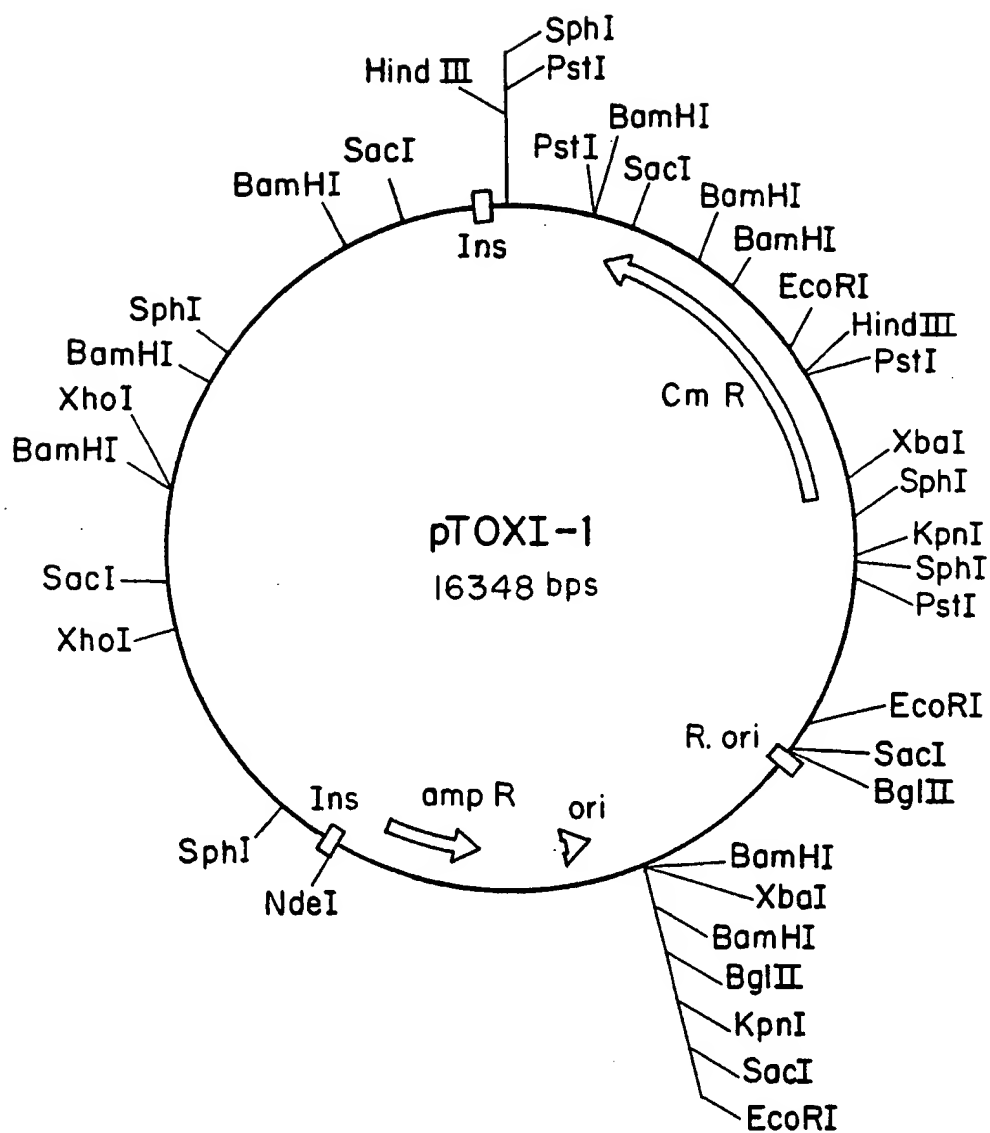 SphI
Hind III
PstI
BamHI
PstI
SacI
SacI
BamHI
BamHI
BamHI
Ins
EcoRI
SphI
HindIII
BamHI
PstI
XhoI
Cm R
BamHI
XbaI
SphI
pTOXI-1
KpnI
SphI
SacI
16348 bps
PstI
XhoI
EcoRI
R. ori
SacI
BglII
Ins
amp R
ori
SphI
BamHI
NdeI
XbaI
BamHI
BglII
KpnI
SacI
EcoRI